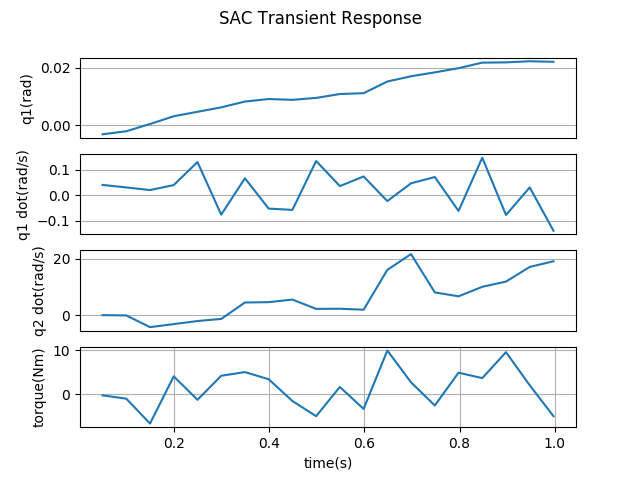 SAC Transient Response
q1(rad)
0.02
0.00
q1 dot(rad/s)
0.1
0.0
−0.1
q2 dot(rad/s)
20
0
torque(Nm)
10
0
0.2 0.4 0.6 0.8 1.0
time(s)